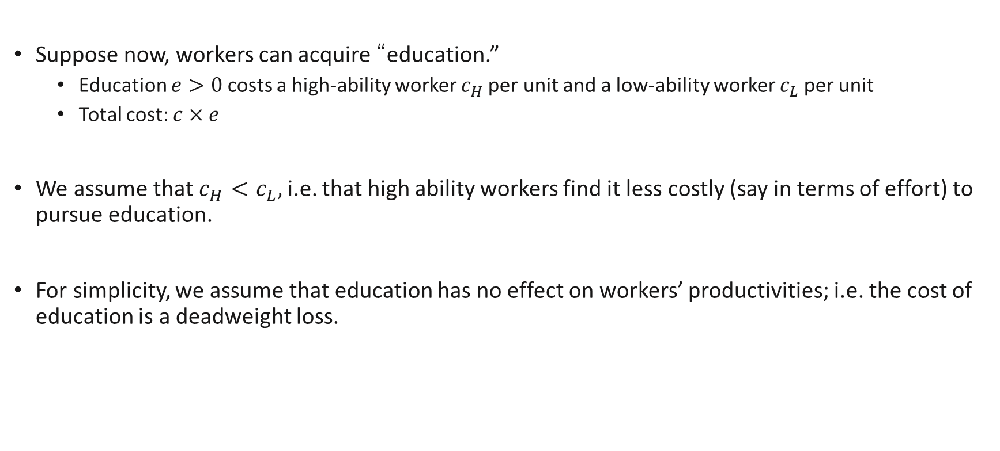 • Suppose now, workers can acquire “education.”
• Education e > 0 costs a high-ability worker c_H per unit and a low-ability worker c_L per unit
• Total cost: c × e
• We assume that c_H < c_L, i.e. that high ability workers find it less costly (say in terms of effort) to
pursue education.
• For simplicity, we assume that education has no effect on workers’ productivities; i.e. the cost of
education is a deadweight loss.